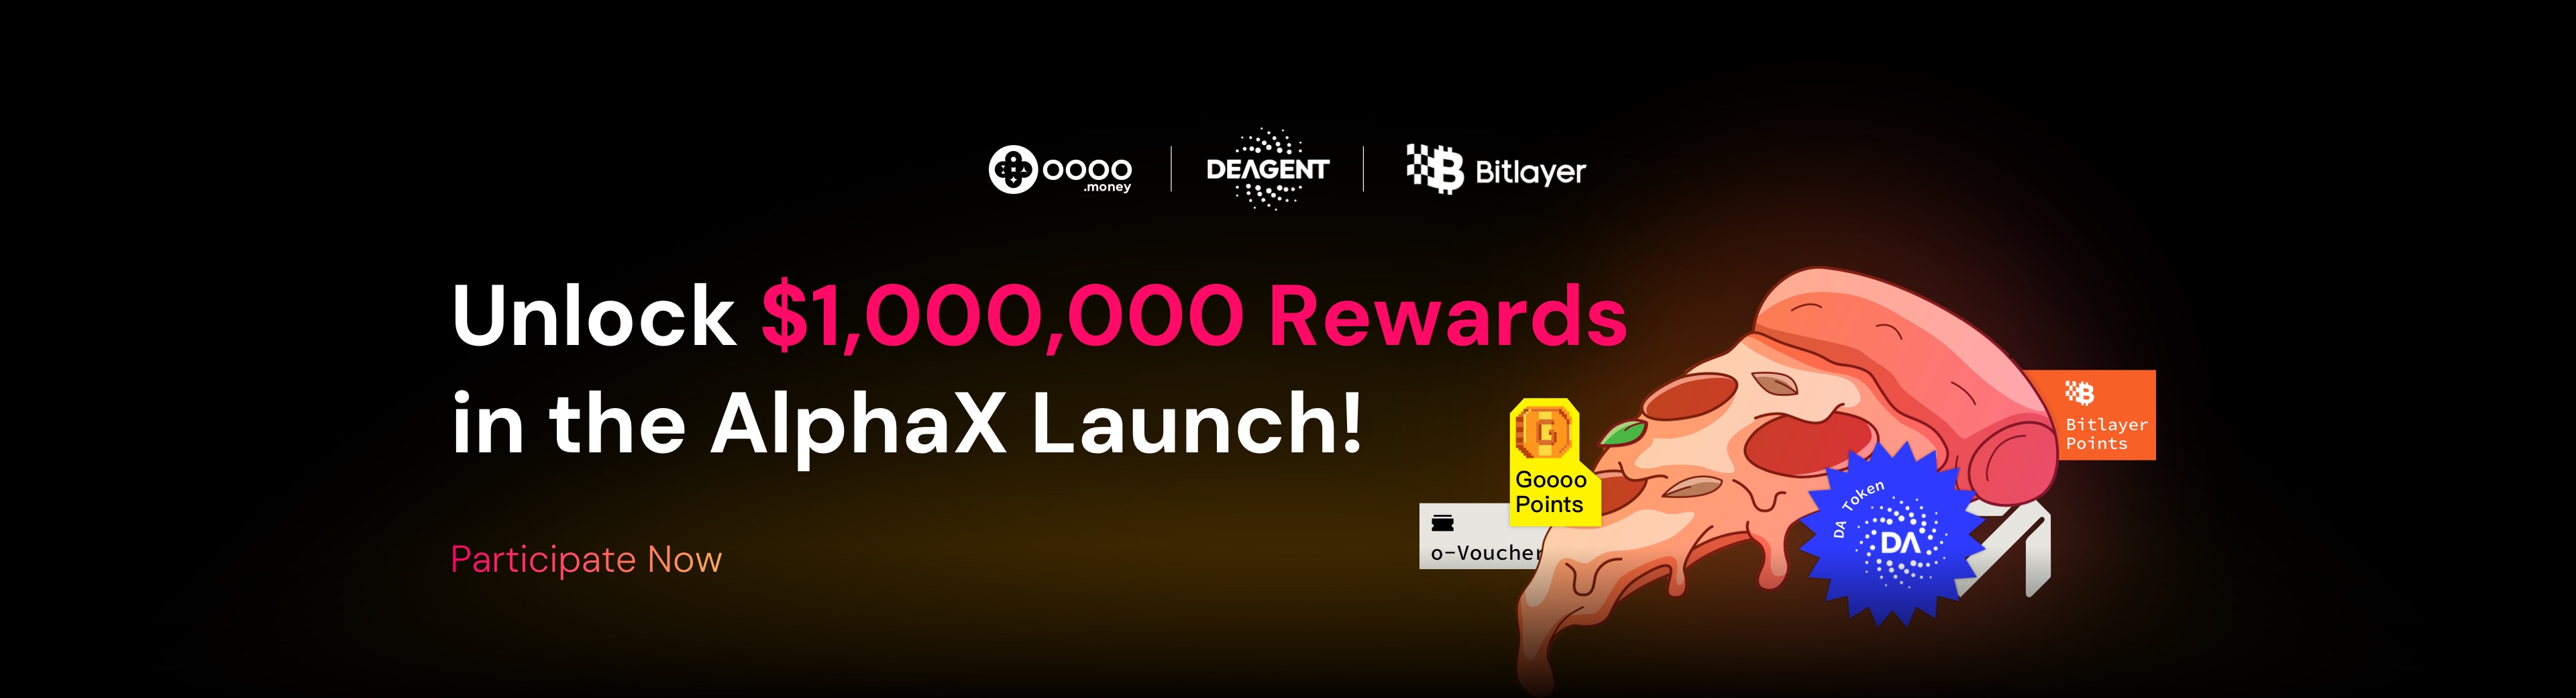 oooo
.money
DEAGENT
Bitlayer
Unlock $1,000,000 Rewards
in the AlphaX Launch!
Participate Now
Goooo
Points
o-Voucher
Bitlayer
Points
DA Token
DA